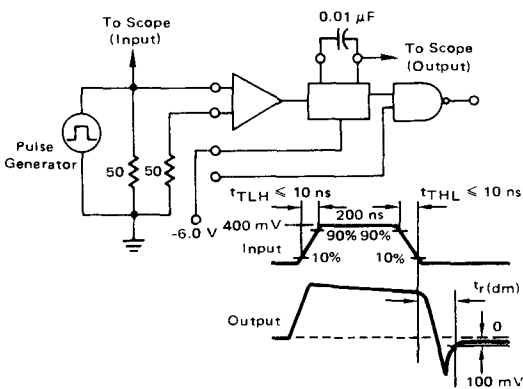 0.01 µF
To Scope
(Input)
To Scope
(Output)
Pulse
Generator
50
50
-6.0 V
tTLH ≤ 10 ns
tTHL ≤ 10 ns
200 ns
400 mV
90% 90%
Input
10%
10%
tr(dm)
Output
0
100 mV